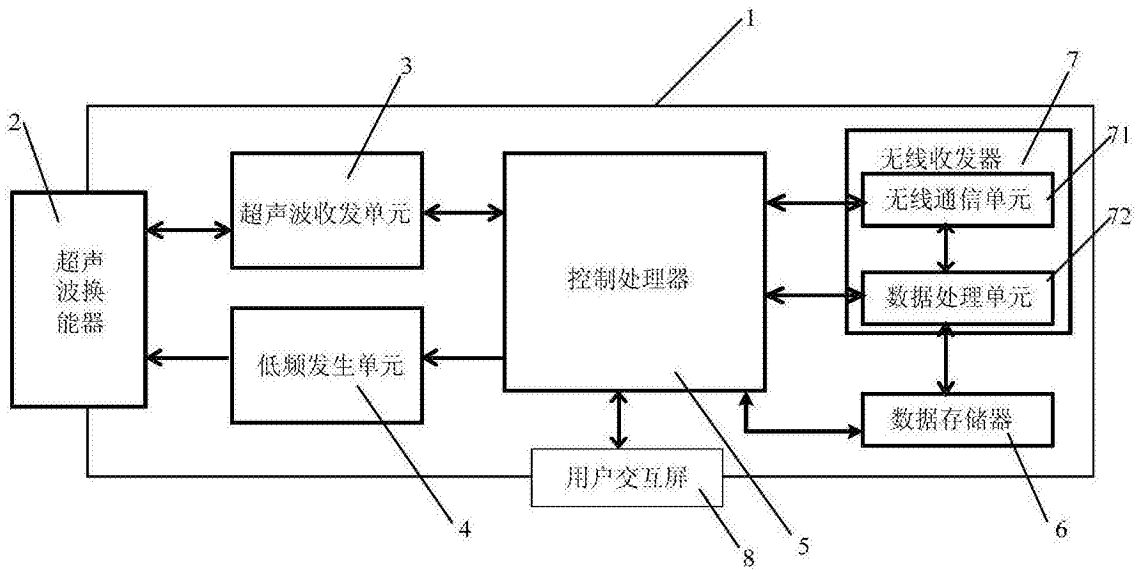 1
3
7
2
71
无线收发器
无线通信单元
超声波收发单元
72
超声
波换
能器
控制处理器
数据处理单元
低频发生单元
数据存储器
用户交互屏
4
8
5
6